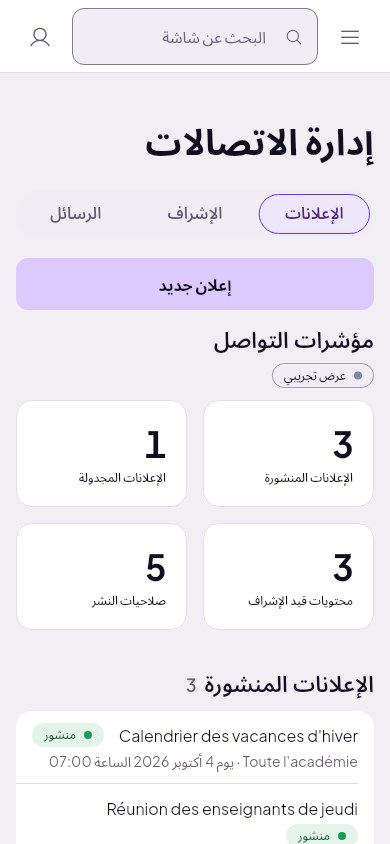 البحث عن شاشة
إدارة الاتصالات
الإعلانات
الإشراف
الرسائل
إعلان جديد
مؤشرات التواصل
عرض تجريبي
3
الإعلانات المنشورة
1
الإعلانات المجدولة
3
محتويات قيد الإشراف
5
صلاحيات النشر
الإعلانات المنشورة 3
Calendrier des vacances d'hiver منشور
Toute l'académie · يوم 4 أكتوبر 2026 الساعة 07:00
Réunion des enseignants de jeudi
منشور